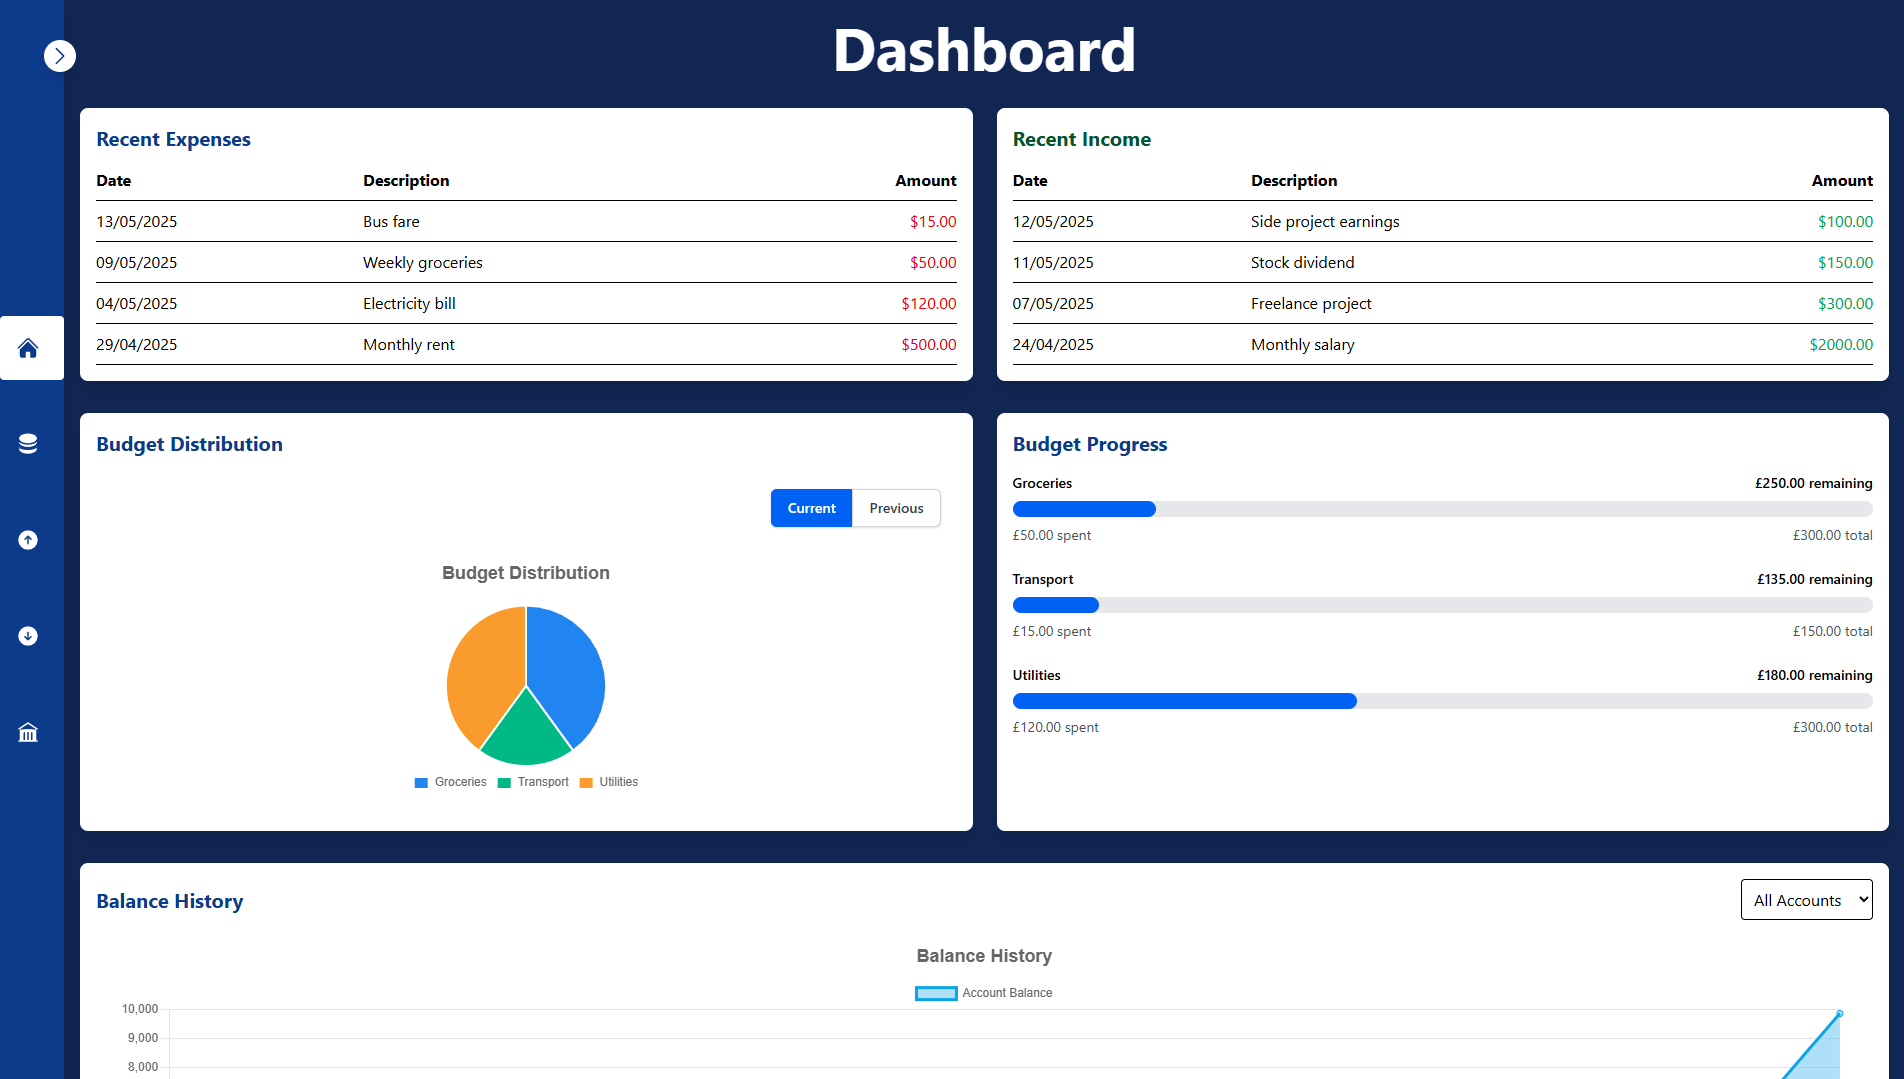 Dashboard
Recent Expenses
Date Description Amount
13/05/2025 Bus fare $15.00
09/05/2025 Weekly groceries $50.00
04/05/2025 Electricity bill $120.00
29/04/2025 Monthly rent $500.00
Recent Income
Date Description Amount
12/05/2025 Side project earnings $100.00
11/05/2025 Stock dividend $150.00
07/05/2025 Freelance project $300.00
24/04/2025 Monthly salary $2000.00
Budget Distribution
Current Previous
Budget Distribution
Groceries Transport Utilities
Budget Progress
Groceries £250.00 remaining
£50.00 spent £300.00 total
Transport £135.00 remaining
£15.00 spent £150.00 total
Utilities £180.00 remaining
£120.00 spent £300.00 total
Balance History
All Accounts
Balance History
Account Balance
10,000
9,000
8,000